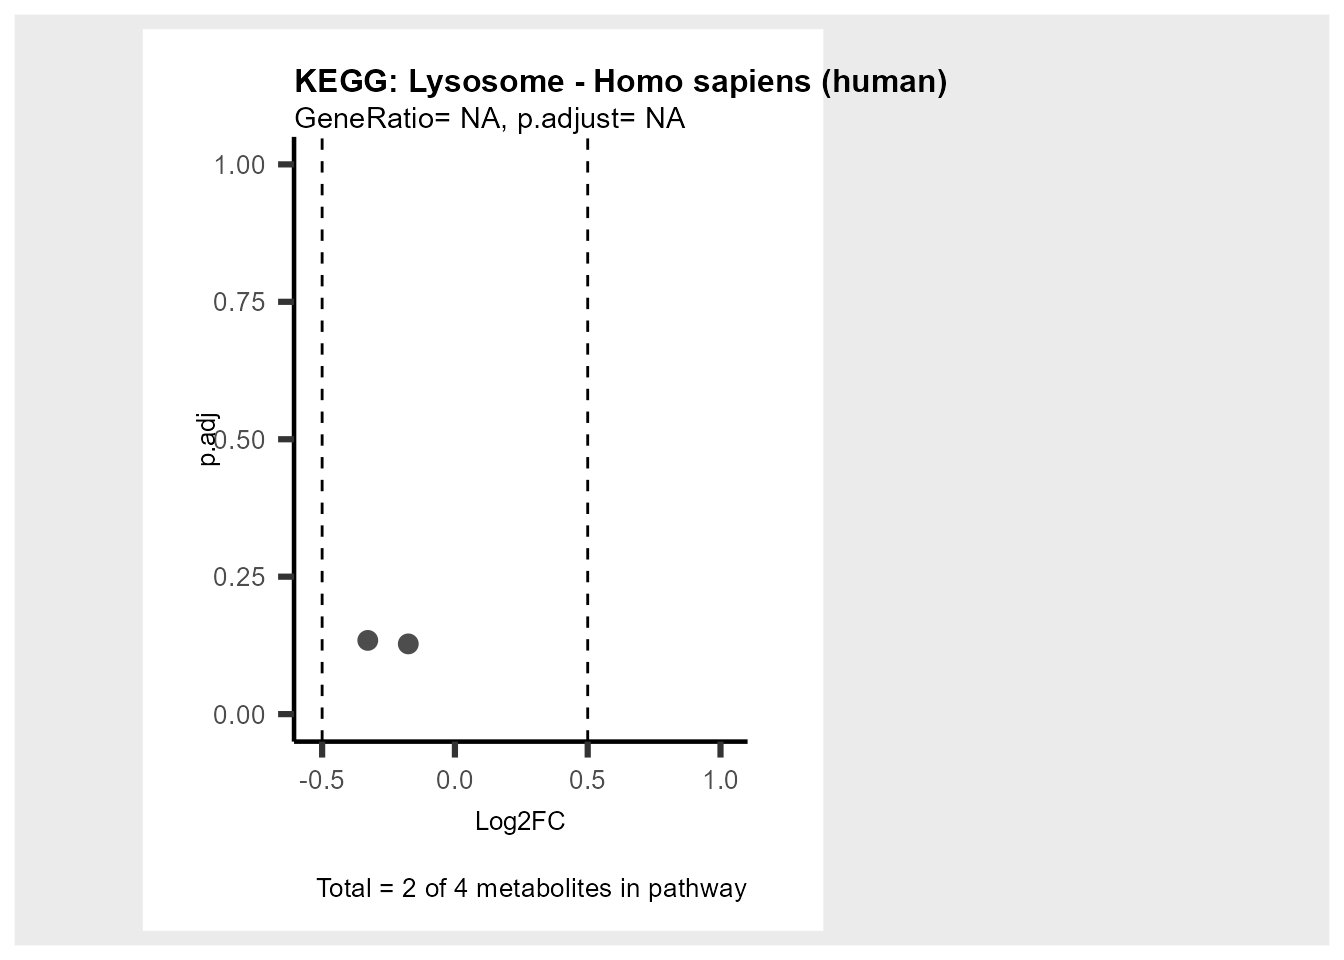 KEGG: Lysosome - Homo sapiens (human)
GeneRatio= NA, p.adjust= NA
1.00
0.75
p.adj
0.50
0.25
0.00
-0.5 0.0 0.5 1.0
Log2FC
Total = 2 of 4 metabolites in pathway